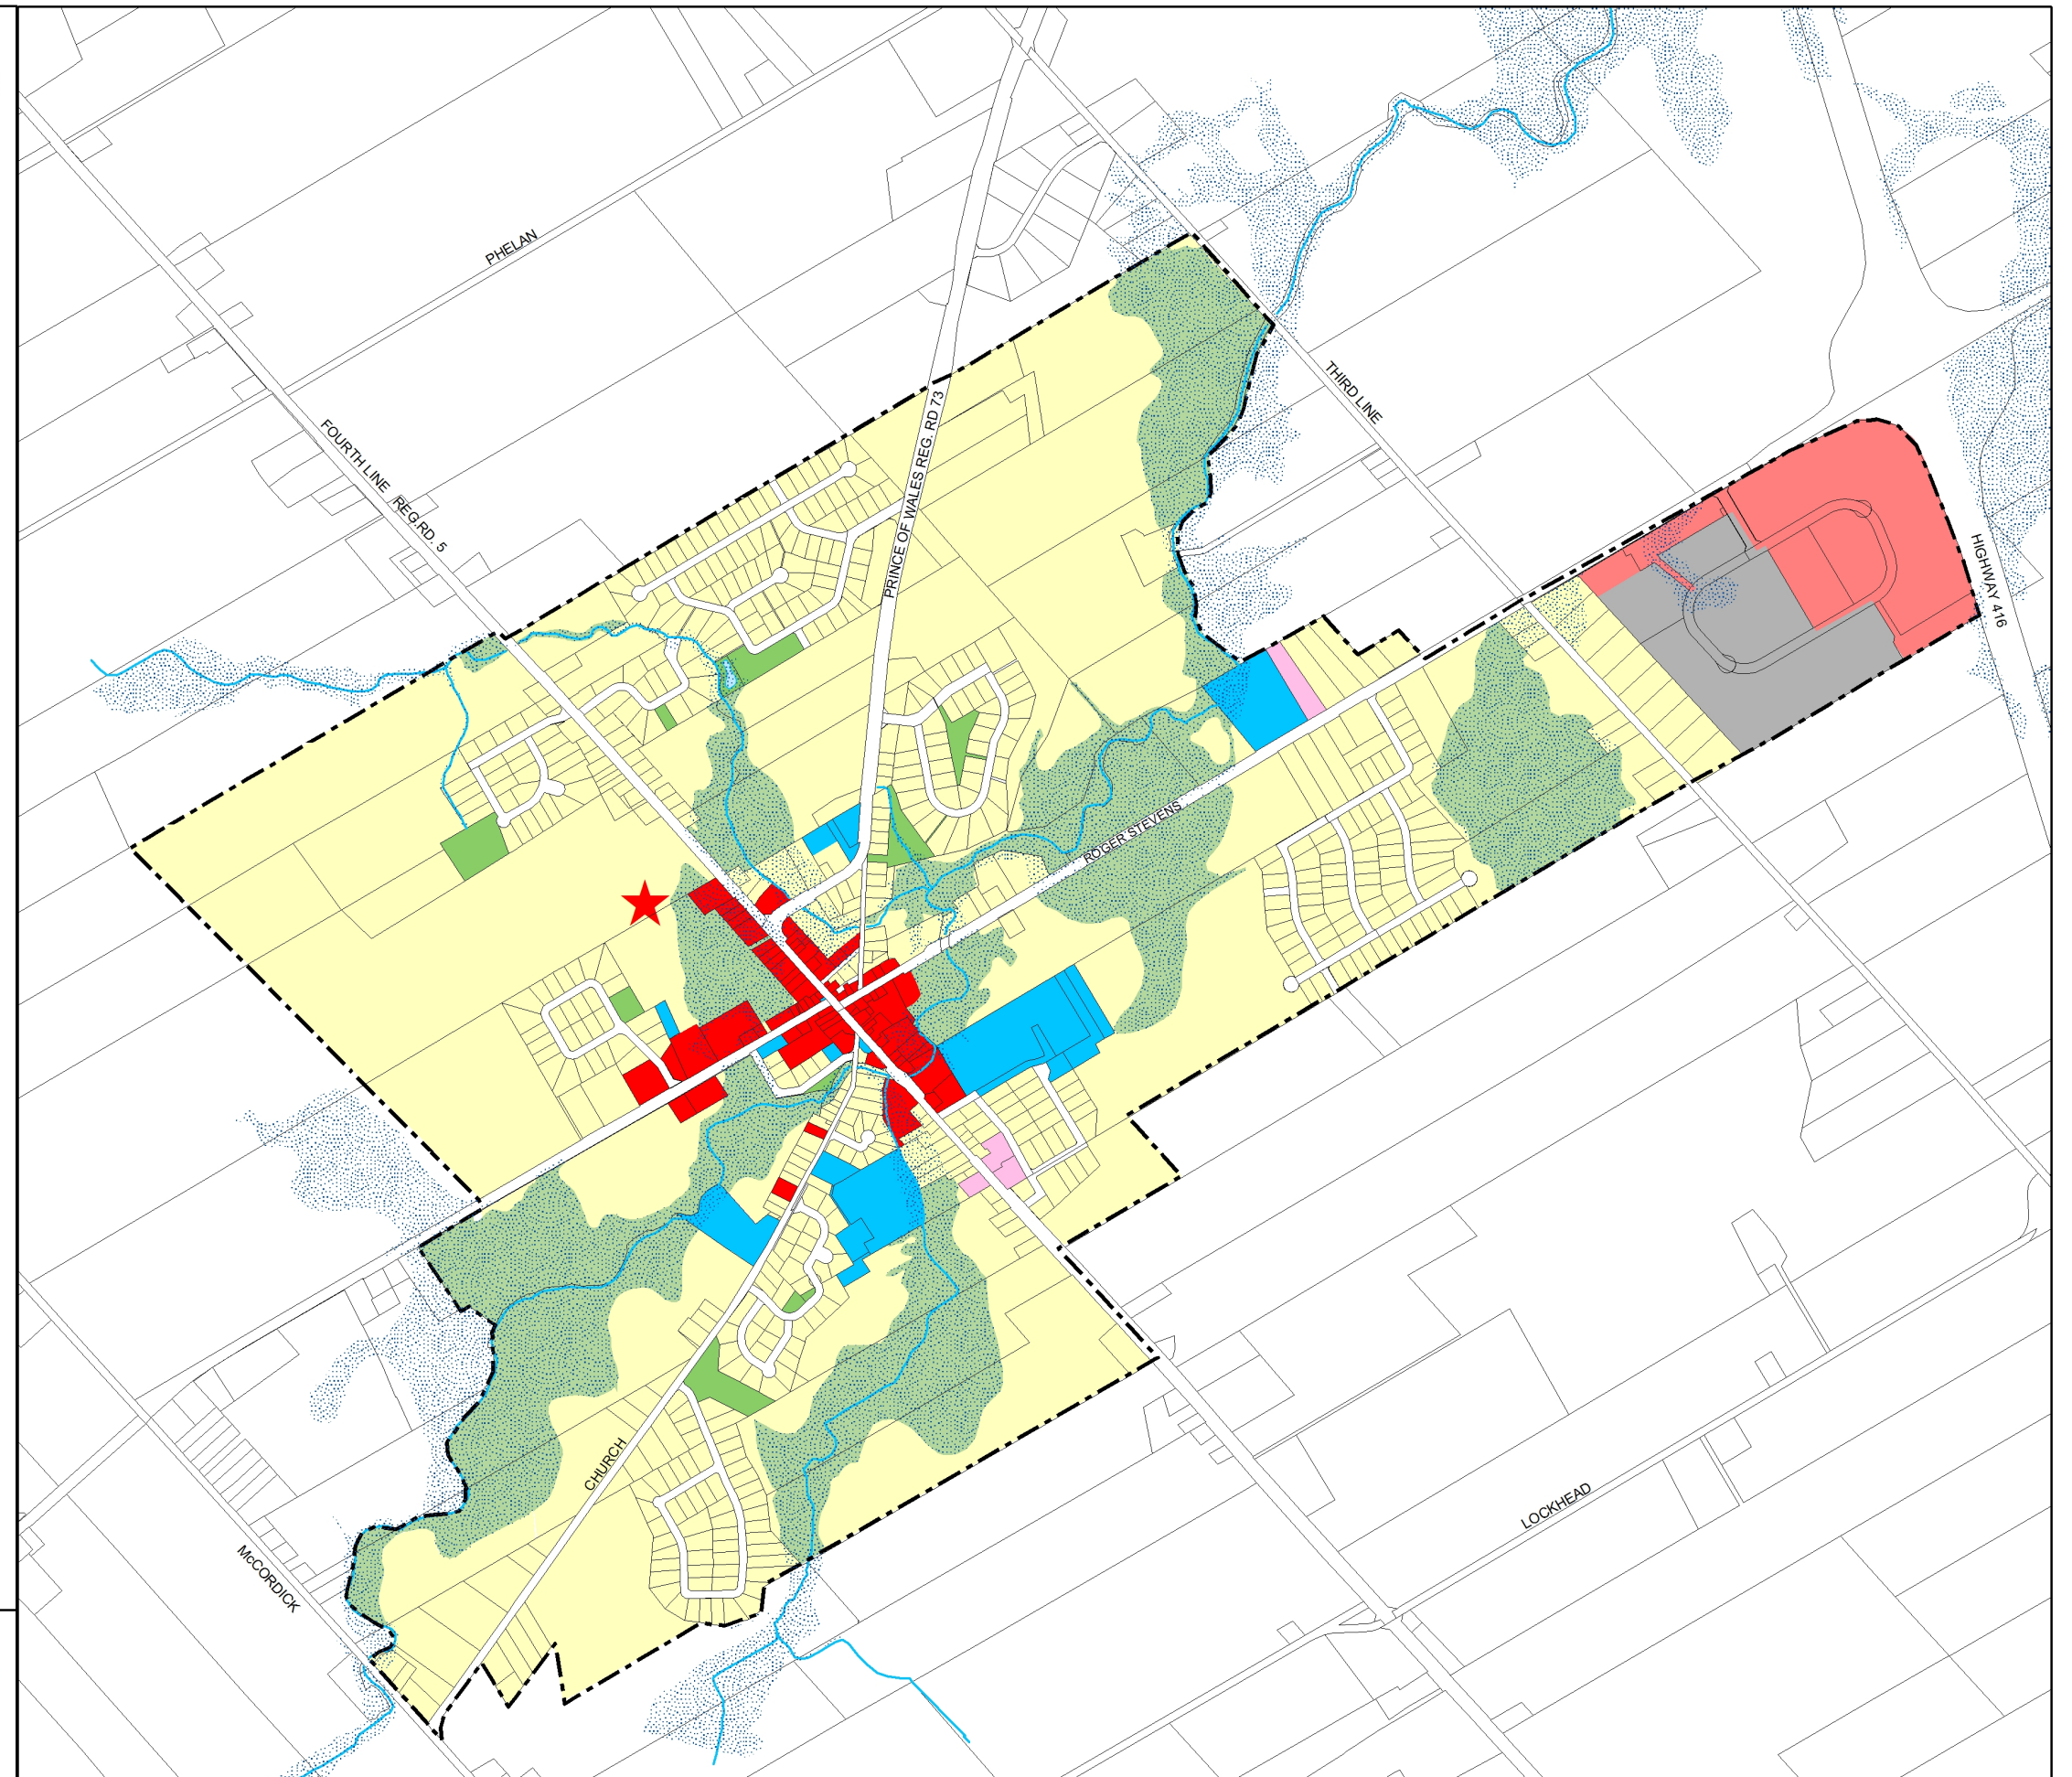 PHELAN
THIRD LINE
FOURTH LINE REG.RD. 5
PRINCE OF WALES REG. RD 73
HIGHWAY 416
ROGER STEVENS
CHURCH
LOCKHEAD
McCORDICK